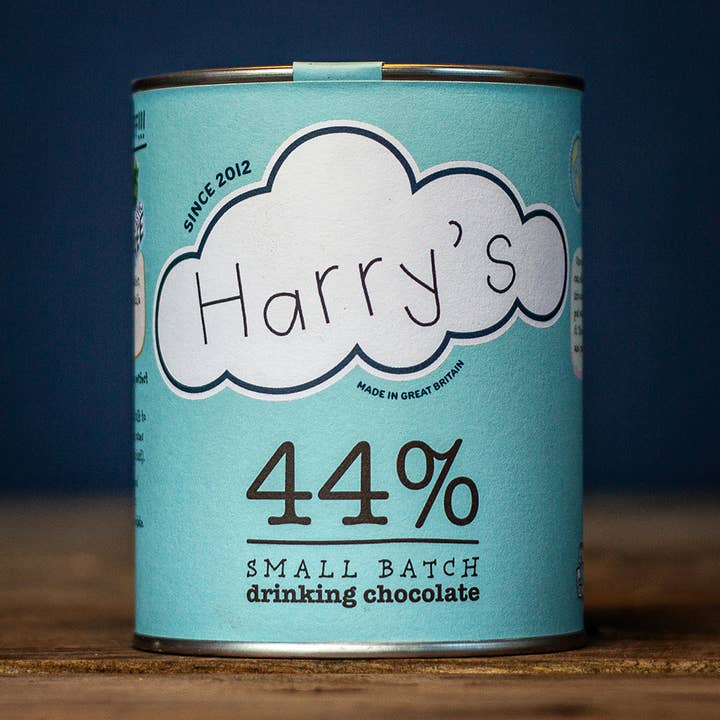 SINCE 2012
Harry's
MADE IN GREAT BRITAIN
44%
SMALL BATCH
drinking chocolate